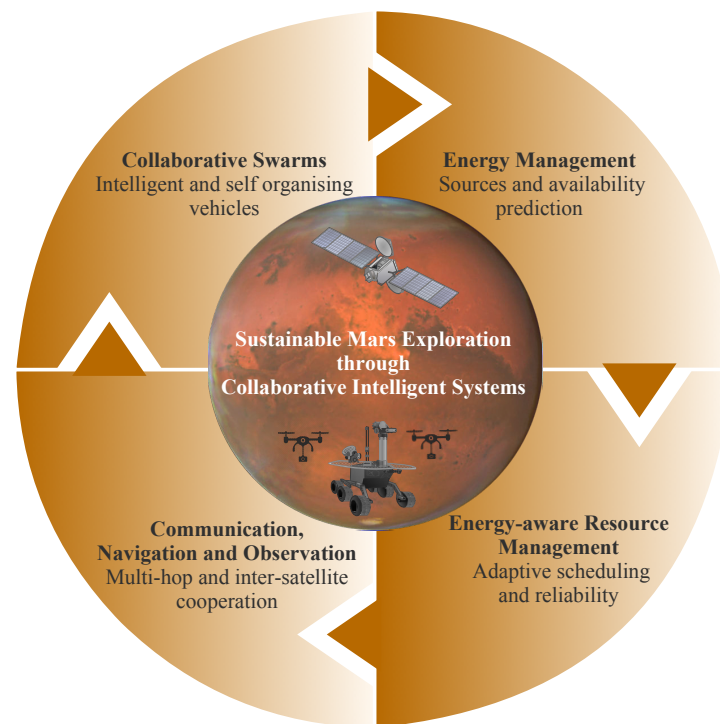 Collaborative Swarms
Intelligent and self organising
vehicles
Energy Management
Sources and availability
prediction
Sustainable Mars Exploration
through
Collaborative Intelligent Systems
Communication,
Navigation and Observation
Multi-hop and inter-satellite
cooperation
Energy-aware Resource
Management
Adaptive scheduling
and reliability